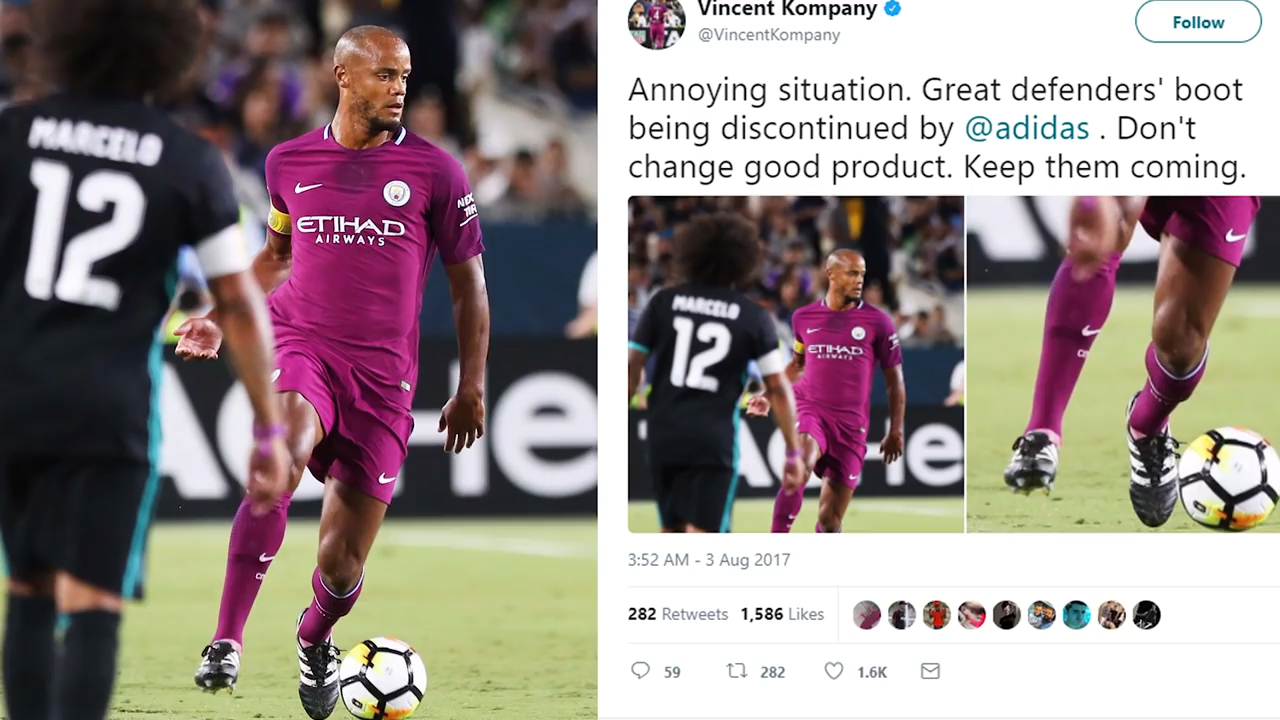 MARCELO
12
ETIHAD
AIRWAYS
Vincent Kompany
@VincentKompany
Follow
Annoying situation. Great defenders' boot
being discontinued by @adidas . Don't
change good product. Keep them coming.
MARCELO
12
ETIHAD
AIRWAYS
3:52 AM - 3 Aug 2017
282 Retweets 1,586 Likes
59 282 1.6K